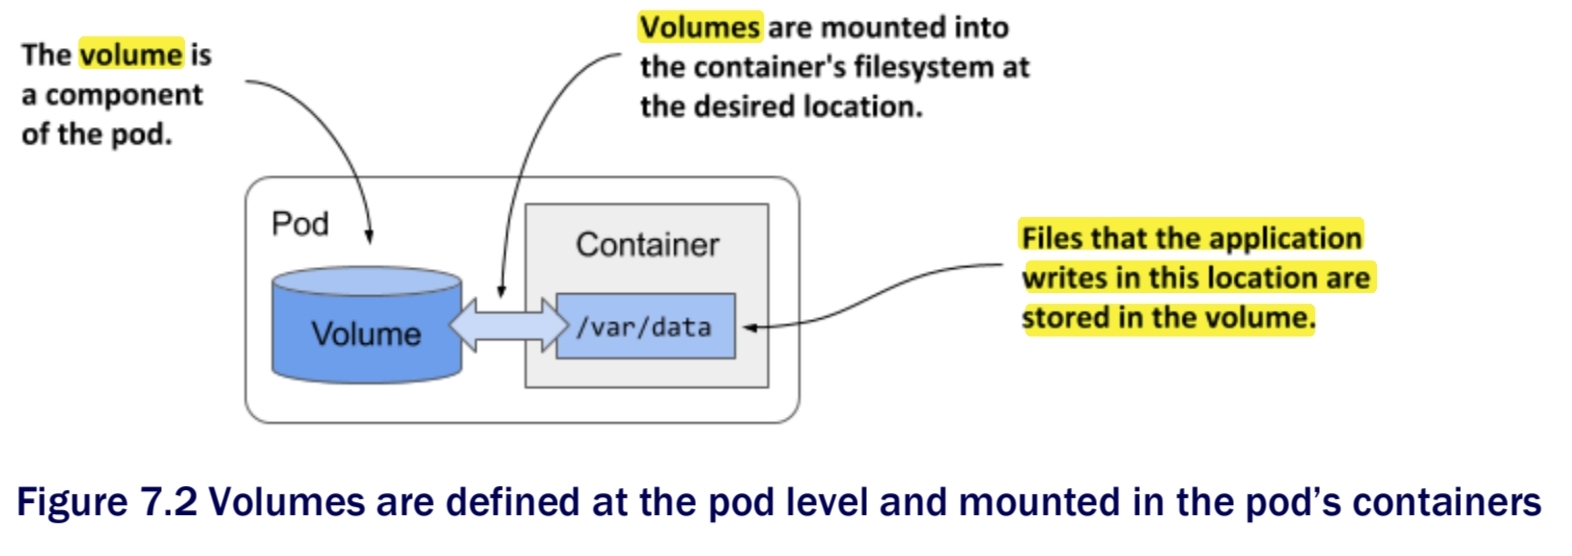 The volume is
a component
of the pod.
Volumes are mounted into
the container's filesystem at
the desired location.
Pod
Volume
Container
/var/data
Files that the application
writes in this location are
stored in the volume.
Figure 7.2 Volumes are defined at the pod level and mounted in the pod’s containers